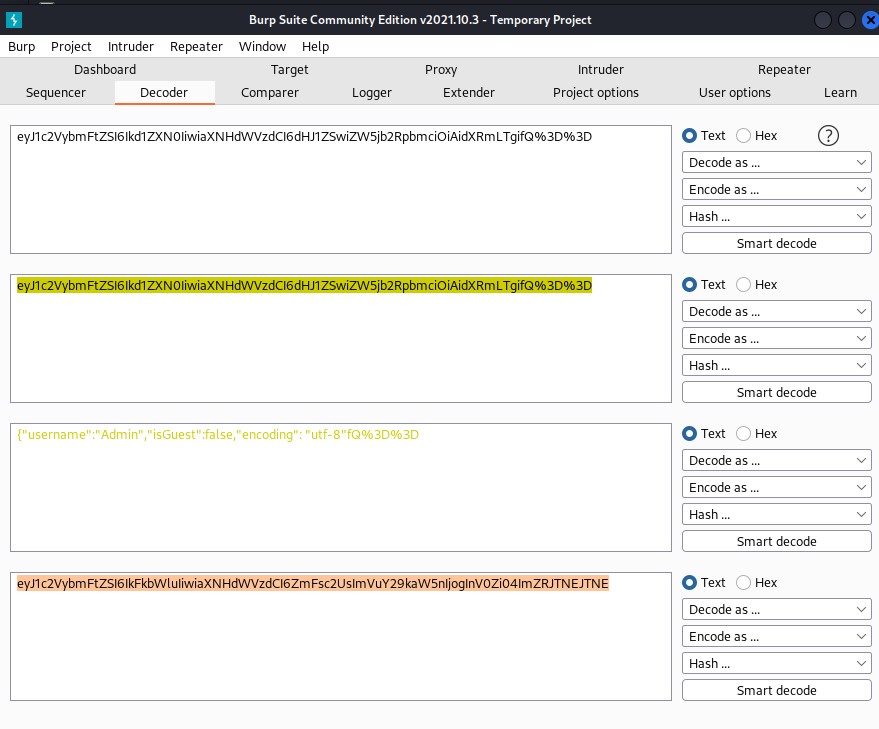 Burp Suite Community Edition v2021.10.3 - Temporary Project
Burp Project Intruder Repeater Window Help
Dashboard Target Proxy Intruder Repeater
Sequencer Decoder Comparer Logger Extender Project options User options Learn
eyJ1c2VybmFtZSI6Ikd1ZXN0IiwiaXNHdWVzdCI6dHJ1ZSwiZW5jb2RpbmciOiAidXRmLTgifQ%3D%3D
Text Hex ?
Decode as ...
Encode as ...
Hash ...
Smart decode
eyJ1c2VybmFtZSI6Ikd1ZXN0IiwiaXNHdWVzdCI6dHJ1ZSwiZW5jb2RpbmciOiAidXRmLTgifQ%3D%3D
Text Hex
Decode as ...
Encode as ...
Hash ...
Smart decode
{"username":"Admin","isGuest":false,"encoding": "utf-8"fQ%3D%3D
Text Hex
Decode as ...
Encode as ...
Hash ...
Smart decode
eyJ1c2VybmFtZSI6IkFkbWluIiwiaXNHdWVzdCI6ZmFsc2UsImVuY29kaW5nIjogInV0Zi04ImZRJTNEJTNE
Text Hex
Decode as ...
Encode as ...
Hash ...
Smart decode